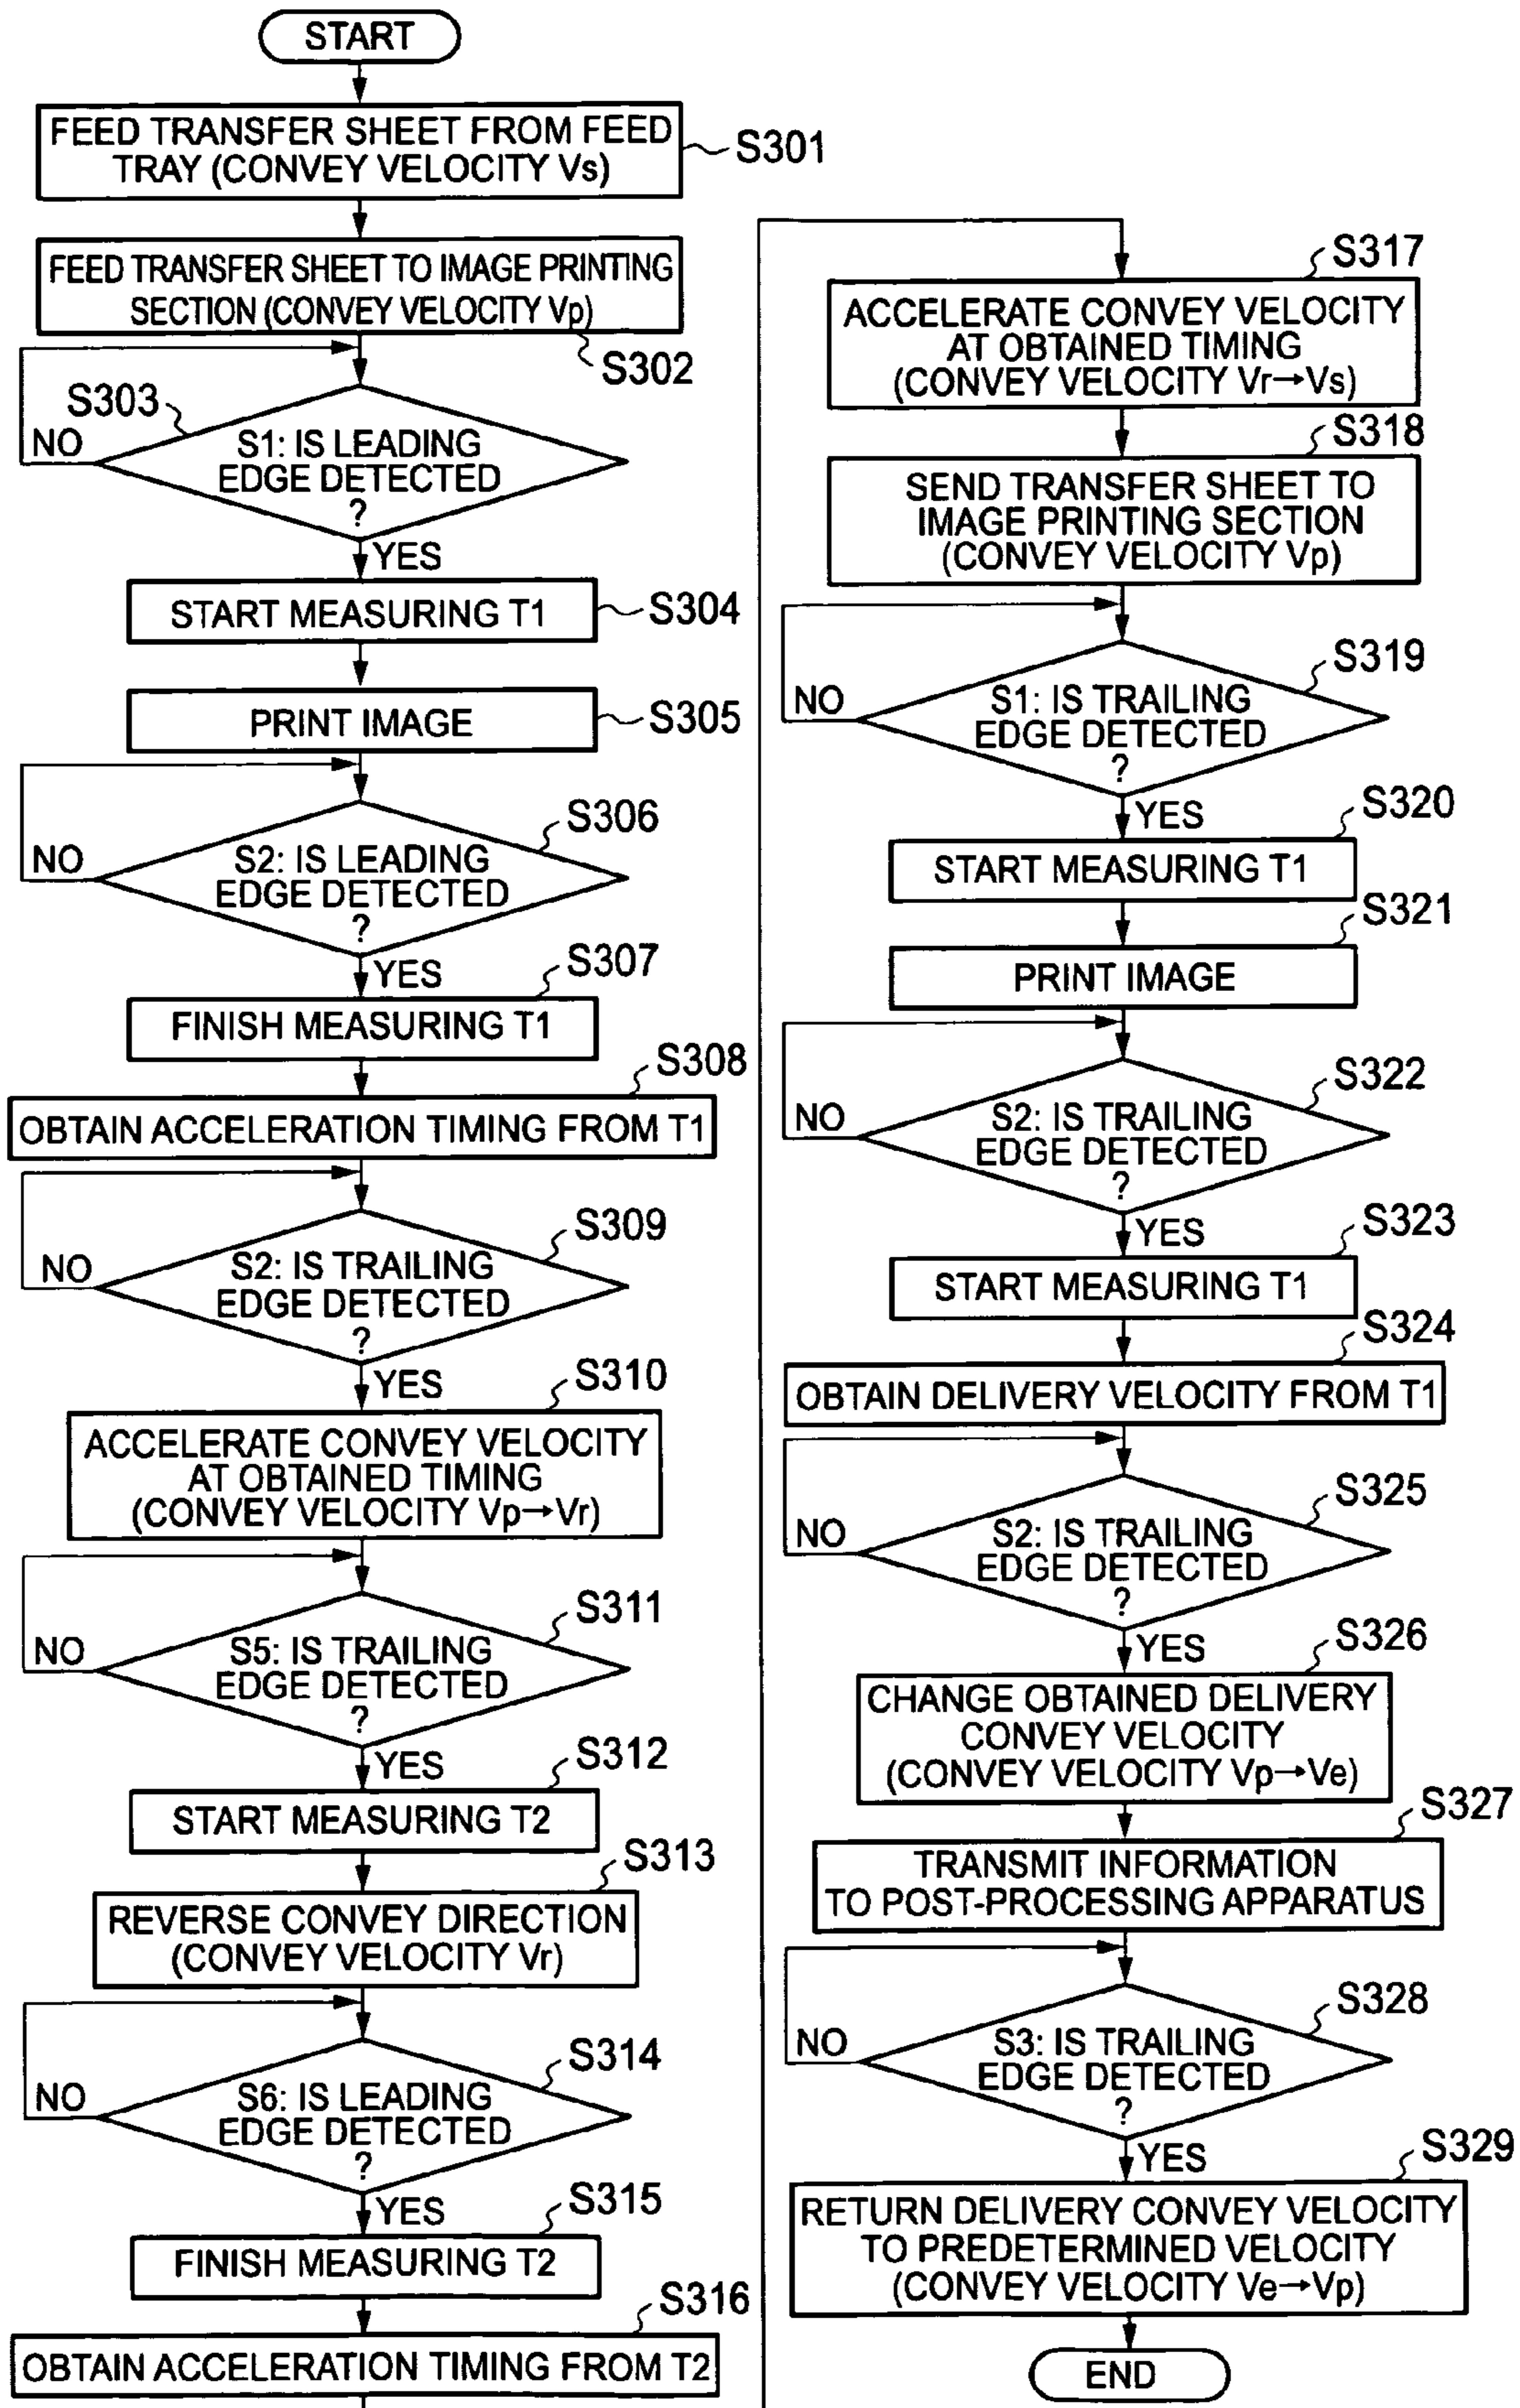 START
FEED TRANSFER SHEET FROM FEED
TRAY (CONVEY VELOCITY Vs)
S301
FEED TRANSFER SHEET TO IMAGE PRINTING
SECTION (CONVEY VELOCITY Vp)
S302
S303
NO
S1: IS LEADING
EDGE DETECTED
?
YES
START MEASURING T1
S304
PRINT IMAGE
S305
S306
NO
S2: IS LEADING
EDGE DETECTED
?
YES
S307
FINISH MEASURING T1
S308
OBTAIN ACCELERATION TIMING FROM T1
S309
NO
S2: IS TRAILING
EDGE DETECTED
?
YES
S310
ACCELERATE CONVEY VELOCITY
AT OBTAINED TIMING
(CONVEY VELOCITY Vp→Vr)
S311
NO
S5: IS TRAILING
EDGE DETECTED
?
YES
S312
START MEASURING T2
S313
REVERSE CONVEY DIRECTION
(CONVEY VELOCITY Vr)
S314
NO
S6: IS LEADING
EDGE DETECTED
?
YES
S315
FINISH MEASURING T2
S316
OBTAIN ACCELERATION TIMING FROM T2
S317
ACCELERATE CONVEY VELOCITY
AT OBTAINED TIMING
(CONVEY VELOCITY Vr→Vs)
S318
SEND TRANSFER SHEET TO
IMAGE PRINTING SECTION
(CONVEY VELOCITY Vp)
S319
NO
S1: IS TRAILING
EDGE DETECTED
?
YES
S320
START MEASURING T1
S321
PRINT IMAGE
S322
NO
S2: IS TRAILING
EDGE DETECTED
?
YES
S323
START MEASURING T1
S324
OBTAIN DELIVERY VELOCITY FROM T1
S325
NO
S2: IS TRAILING
EDGE DETECTED
?
YES
S326
CHANGE OBTAINED DELIVERY
CONVEY VELOCITY
(CONVEY VELOCITY Vp→Ve)
S327
TRANSMIT INFORMATION
TO POST-PROCESSING APPARATUS
S328
NO
S3: IS TRAILING
EDGE DETECTED
?
YES
S329
RETURN DELIVERY CONVEY VELOCITY
TO PREDETERMINED VELOCITY
(CONVEY VELOCITY Ve→Vp)
END